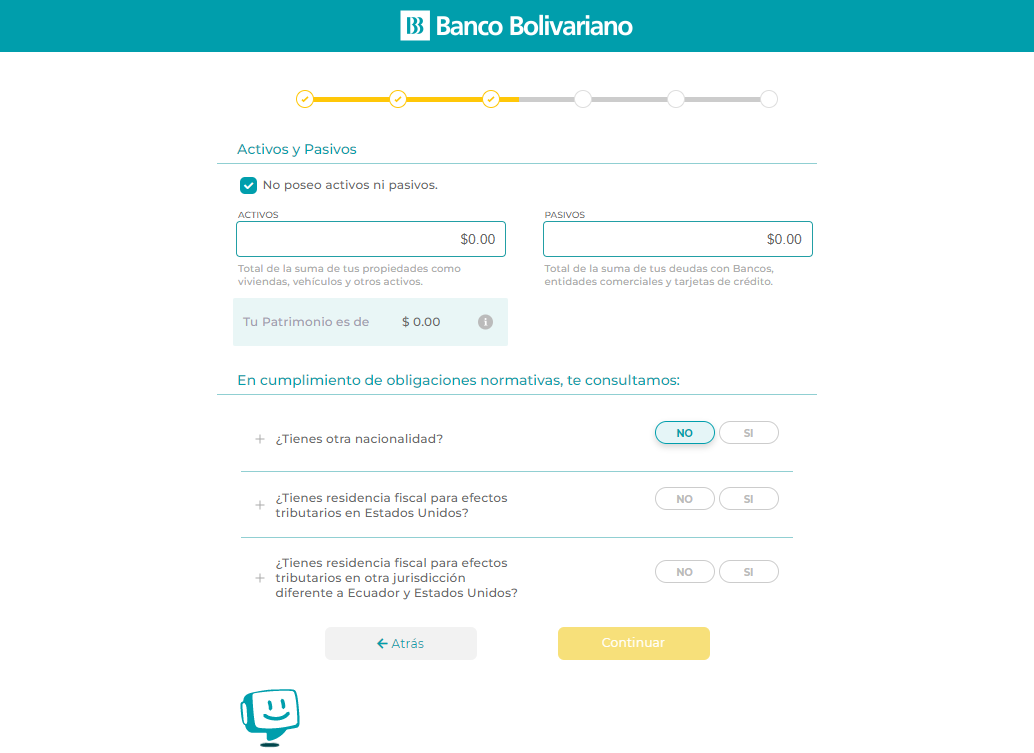 Banco Bolivariano
Activos y Pasivos
No poseo activos ni pasivos.
ACTIVOS
$0.00
Total de la suma de tus propiedades como
viviendas, vehículos y otros activos.
PASIVOS
$0.00
Total de la suma de tus deudas con Bancos,
entidades comerciales y tarjetas de crédito.
Tu Patrimonio es de $ 0.00
En cumplimiento de obligaciones normativas, te consultamos:
+ ¿Tienes otra nacionalidad? NO SI
+ ¿Tienes residencia fiscal para efectos
tributarios en Estados Unidos? NO SI
+ ¿Tienes residencia fiscal para efectos
tributarios en otra jurisdicción
diferente a Ecuador y Estados Unidos? NO SI
← Atrás
Continuar